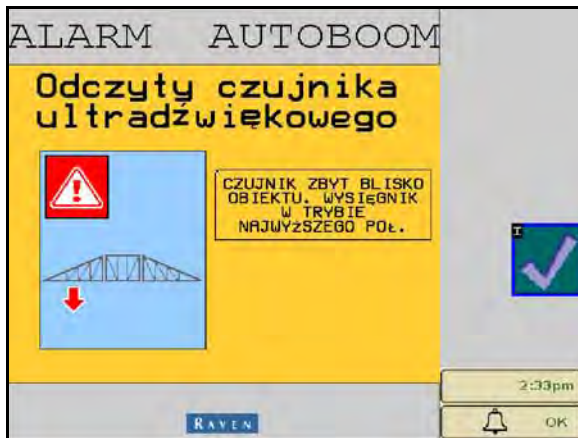 ALARM AUTOBOOM
Odczyty czujnika
ultradźwiękowego
CZUJNIK ZBYT BLISKO
OBIEKTU. WYSIęGNIK
W TRYBIE
NAJWYżSZEGO POŁ.
I
2:33pm
RAVEN
OK